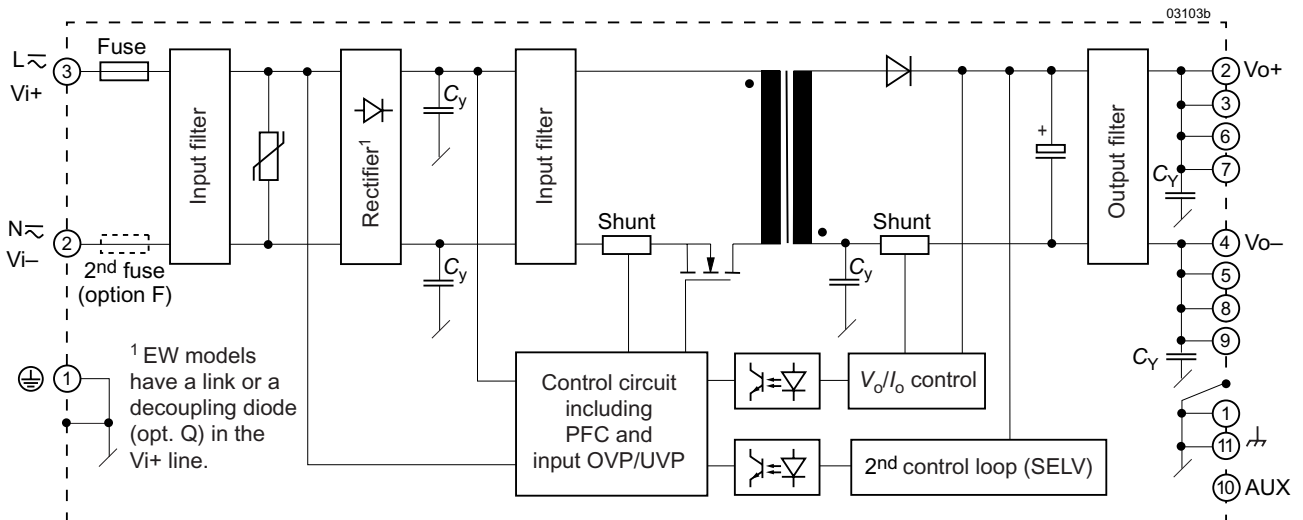 03103b
L
3
Vi+
Fuse
Input filter
Rectifier¹
Cy
Cy
Input filter
Shunt
Cy
Shunt
+
Output filter
CY
2 Vo+
3
6
7
N
2
Vi–
2nd fuse
(option F)
4 Vo–
5
8
9
CY
1
1 EW models
have a link or a
decoupling diode
(opt. Q) in the
Vi+ line.
Control circuit
including
PFC and
input OVP/UVP
Vo/Io control
2nd control loop (SELV)
1
11
10 AUX